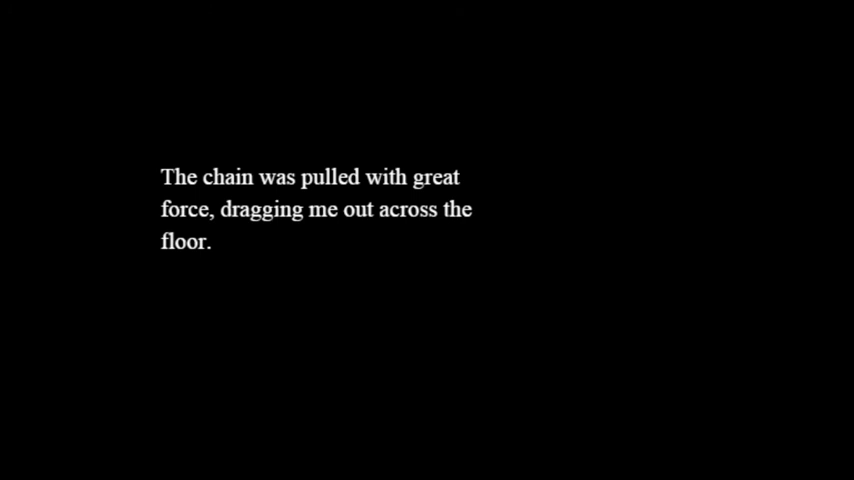 The chain was pulled with great
force, dragging me out across the
floor.